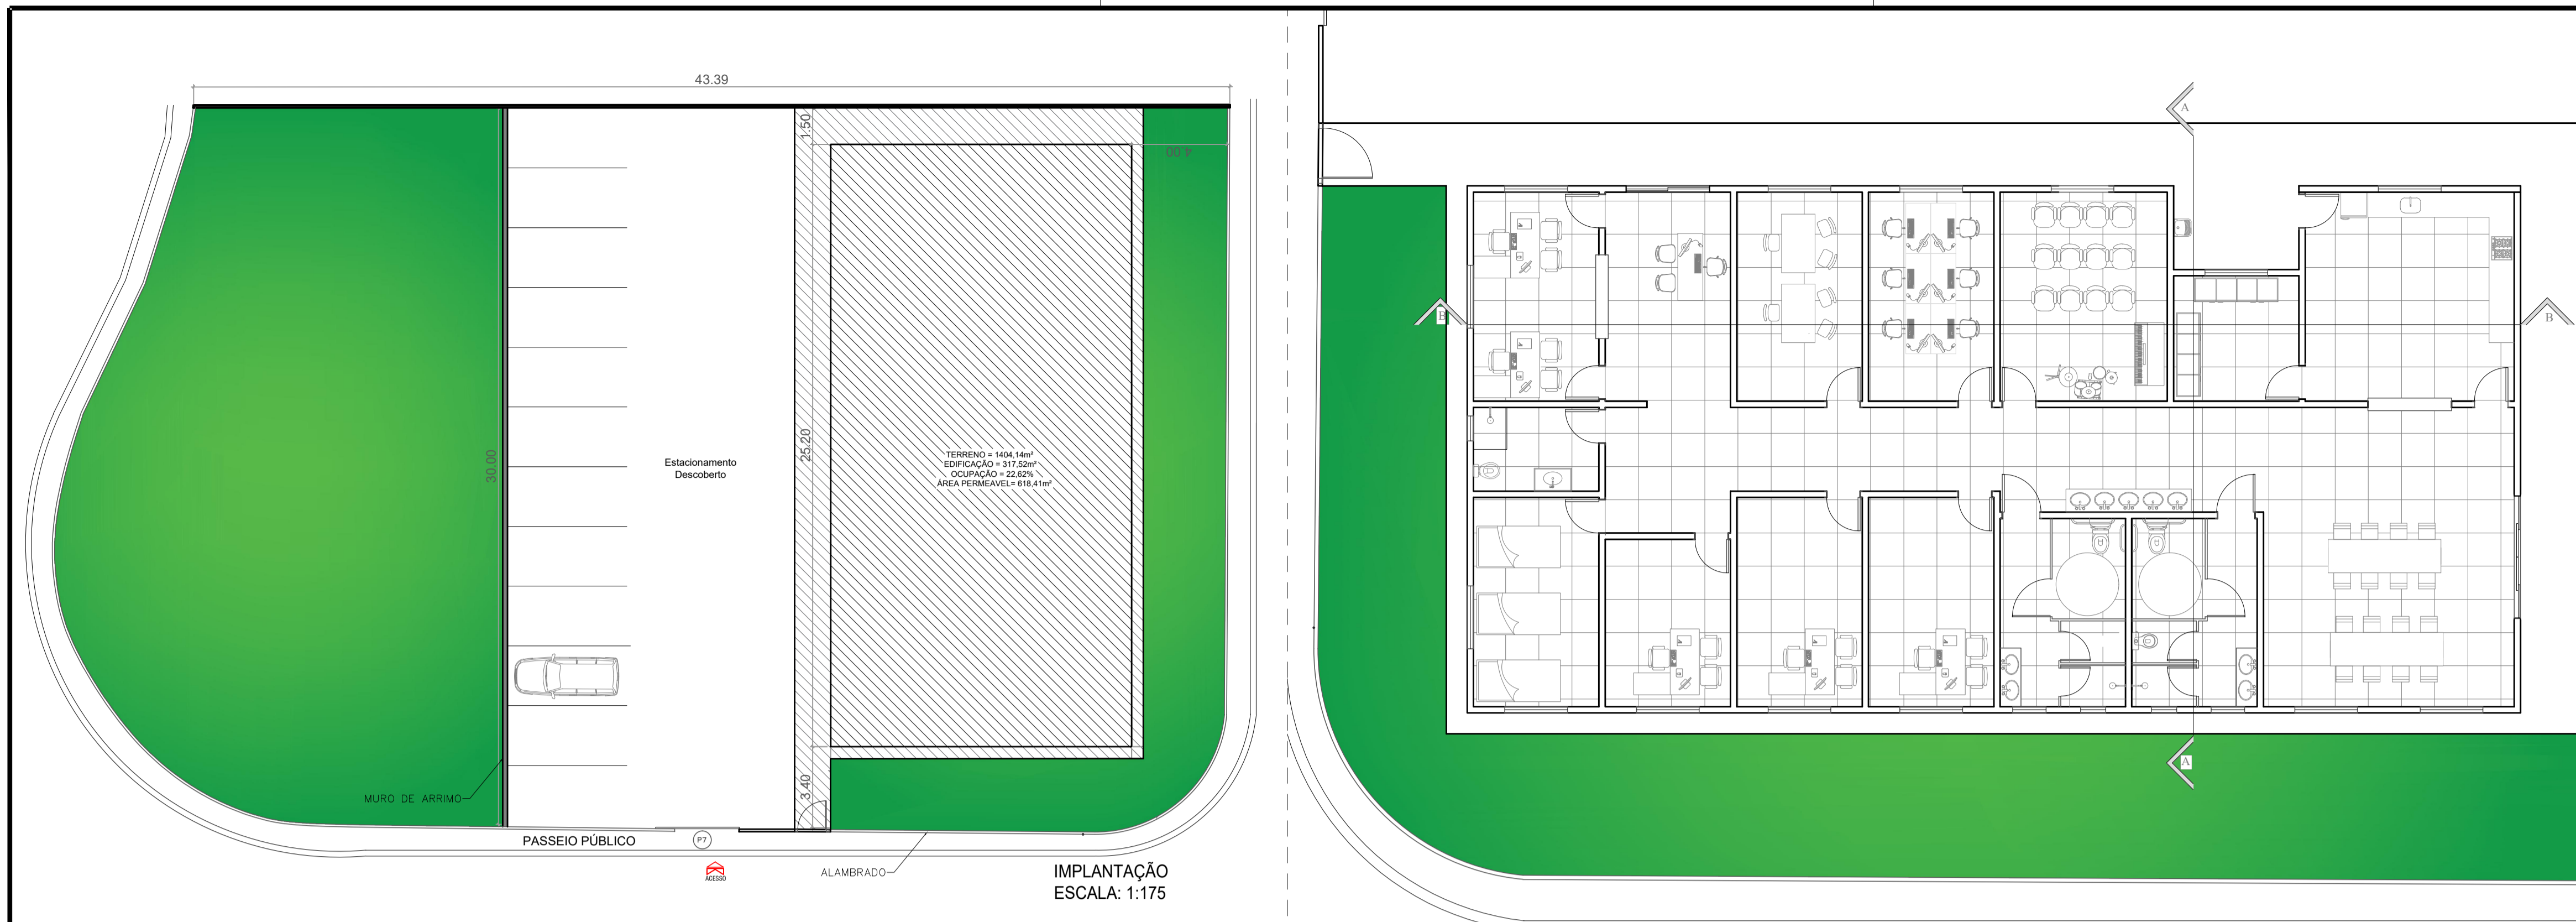 43.39
1.50
4.00
25.20
30.00
Estacionamento
Descoberto
TERRENO = 1404,14m²
EDIFICAÇÃO = 317,52m²
OCUPAÇÃO = 22,62%
ÁREA PERMEAVEL= 618,41m²
3.40
MURO DE ARRIMO
PASSEIO PÚBLICO
P7
ACESSO
ALAMBRADO
IMPLANTAÇÃO
ESCALA: 1:175
A
B
B
A